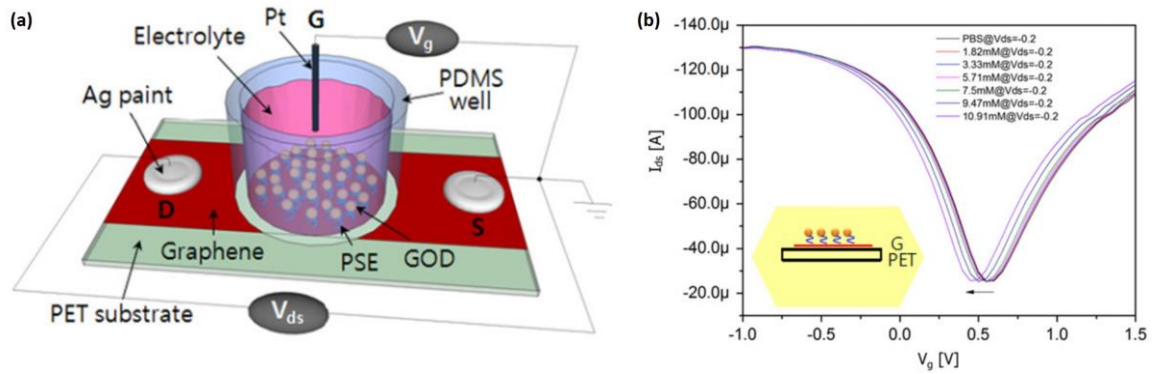 (a)
G
Pt
Vg
Electrolyte
PDMS
well
Ag paint
D
S
Graphene
PSE
GOD
PET substrate
Vds
(b)
-140.0μ
-120.0μ
-100.0μ
-80.0μ
-60.0μ
-40.0μ
-20.0μ
Ids [A]
PBS@Vds=-0.2
1.82mM@Vds=-0.2
3.33mM@Vds=-0.2
5.71mM@Vds=-0.2
7.5mM@Vds=-0.2
9.47mM@Vds=-0.2
10.91mM@Vds=-0.2
G
PET
-1.0
-0.5
0.0
0.5
1.0
1.5
Vg [V]